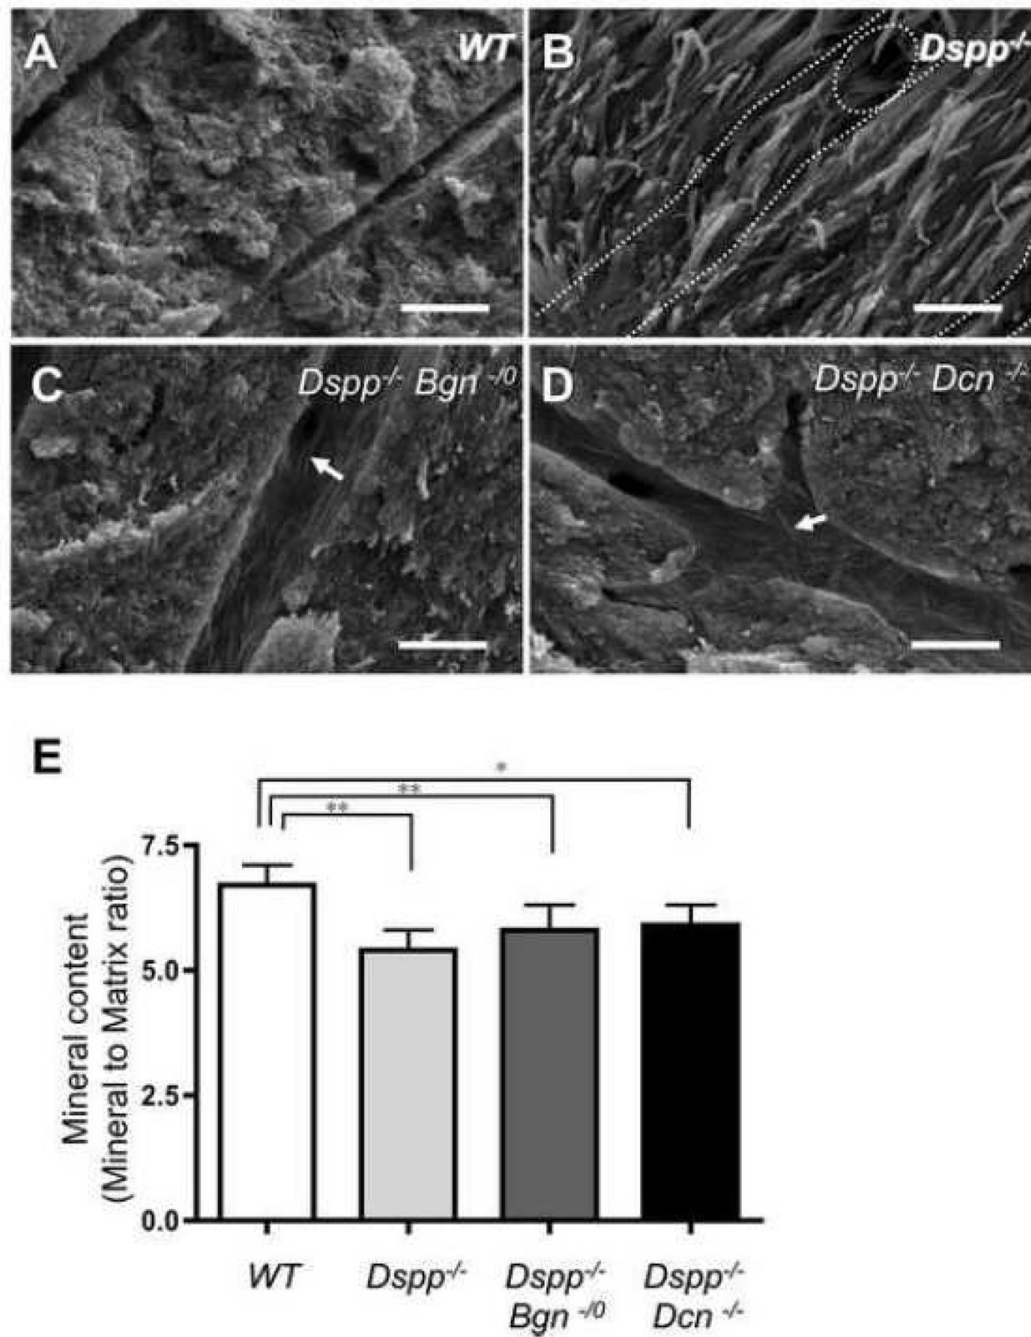 A WT
B Dspp-/-
C Dspp-/- Bgn -/0
D Dspp-/- Dcn -/-
E
*
**
**
Mineral content
(Mineral to Matrix ratio)
7.5
5.0
2.5
0.0
WT
Dspp-/-
Dspp-/-
Bgn -/0
Dspp-/-
Dcn -/-